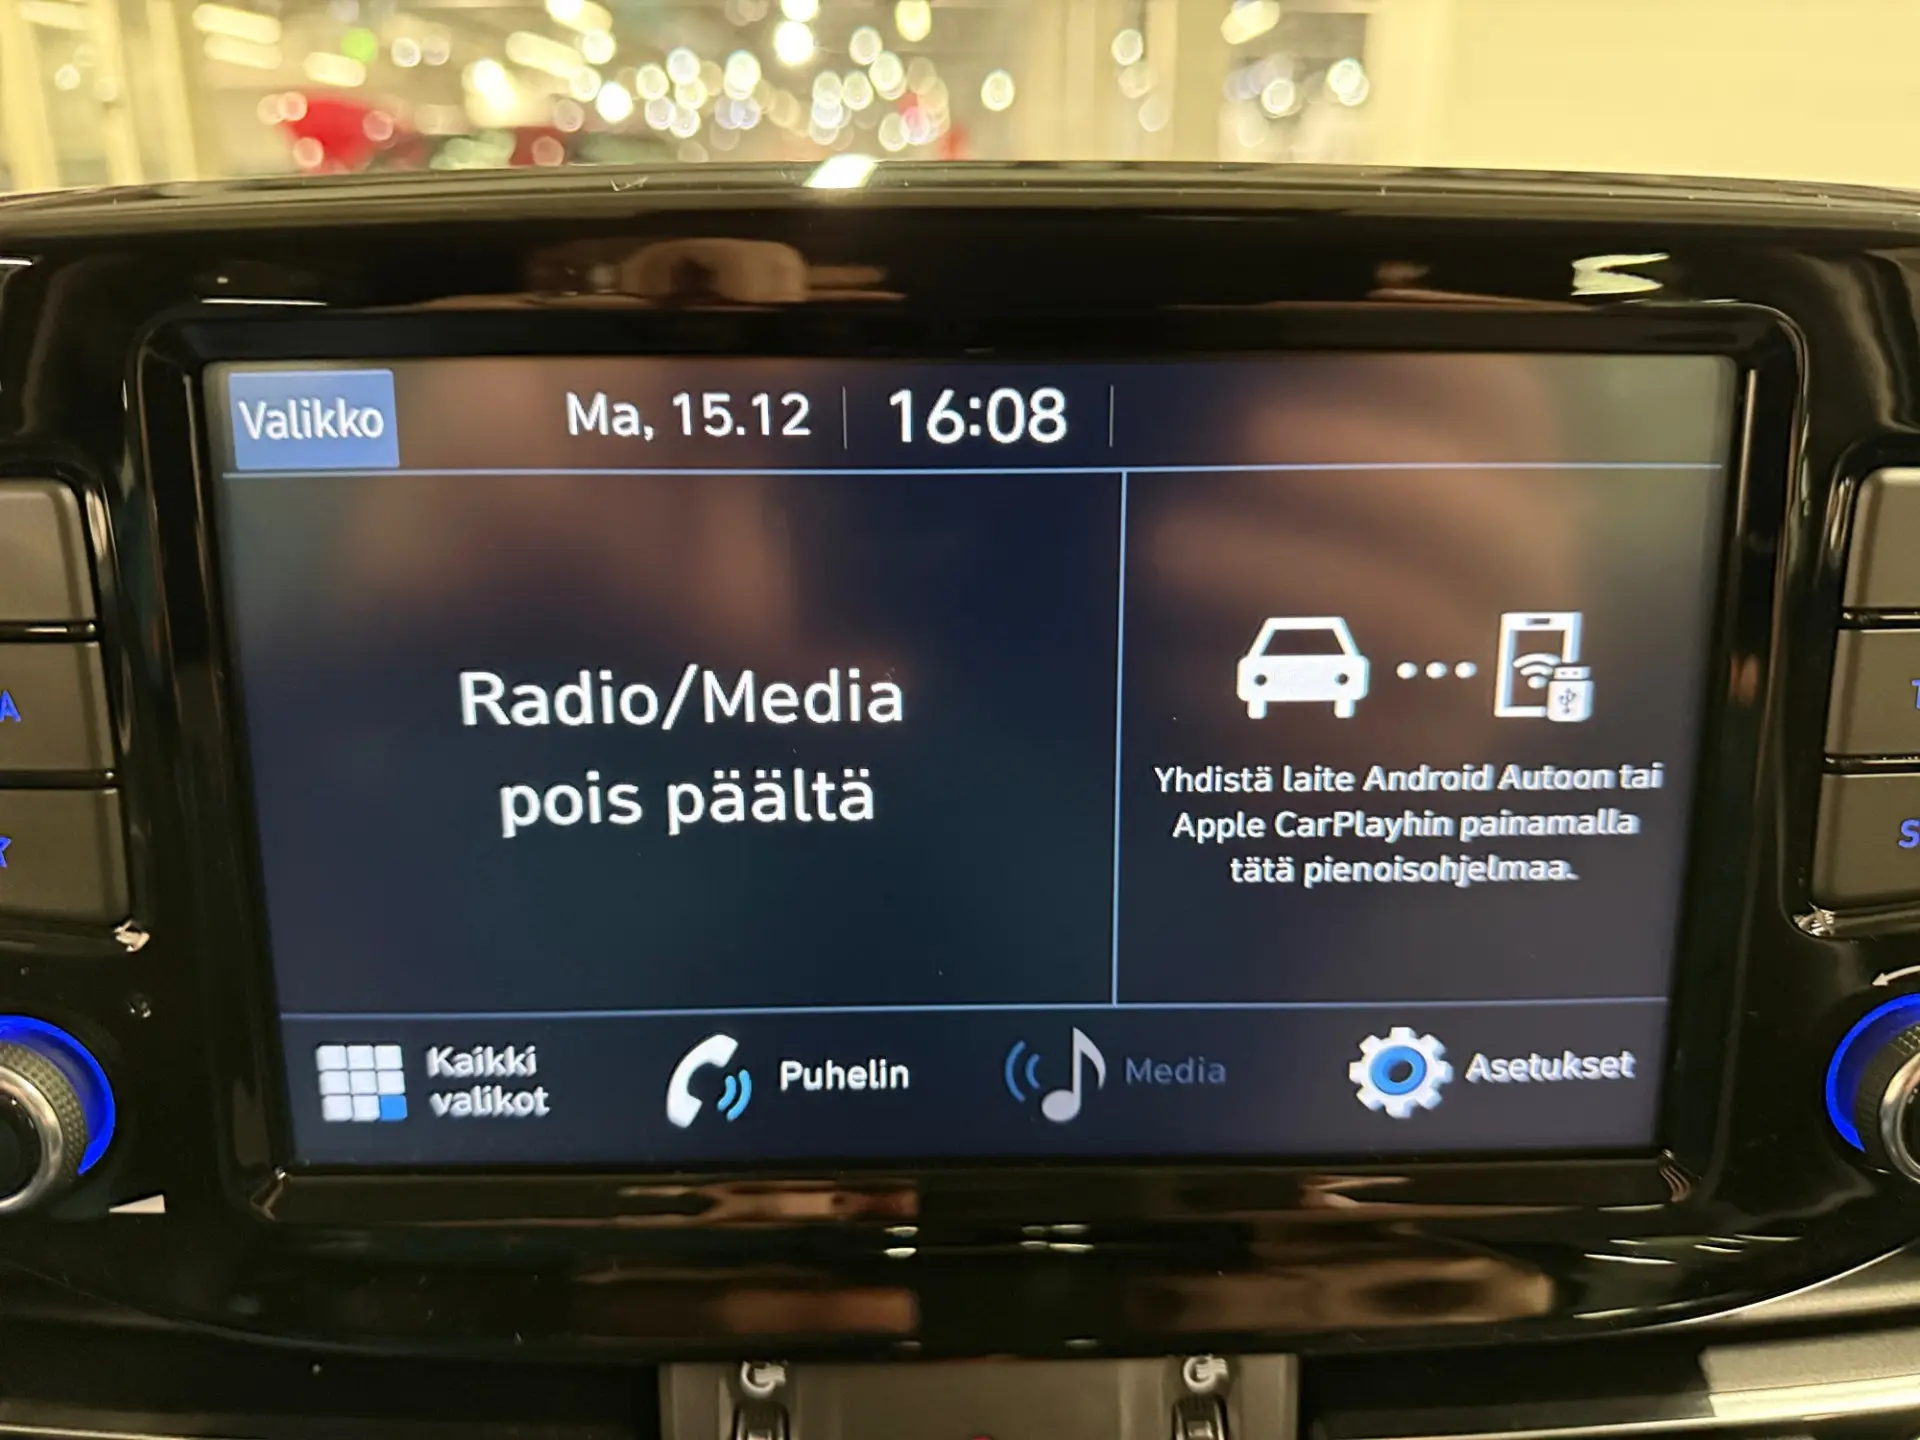 Valikko
Ma, 15.12
16:08
Radio/Media
pois päältä
Yhdistä laite Android Autoon tai
Apple CarPlayhin painamalla
tätä pienoisohjelmaa.
Kaikki
valikot
Puhelin
Media
Asetukset